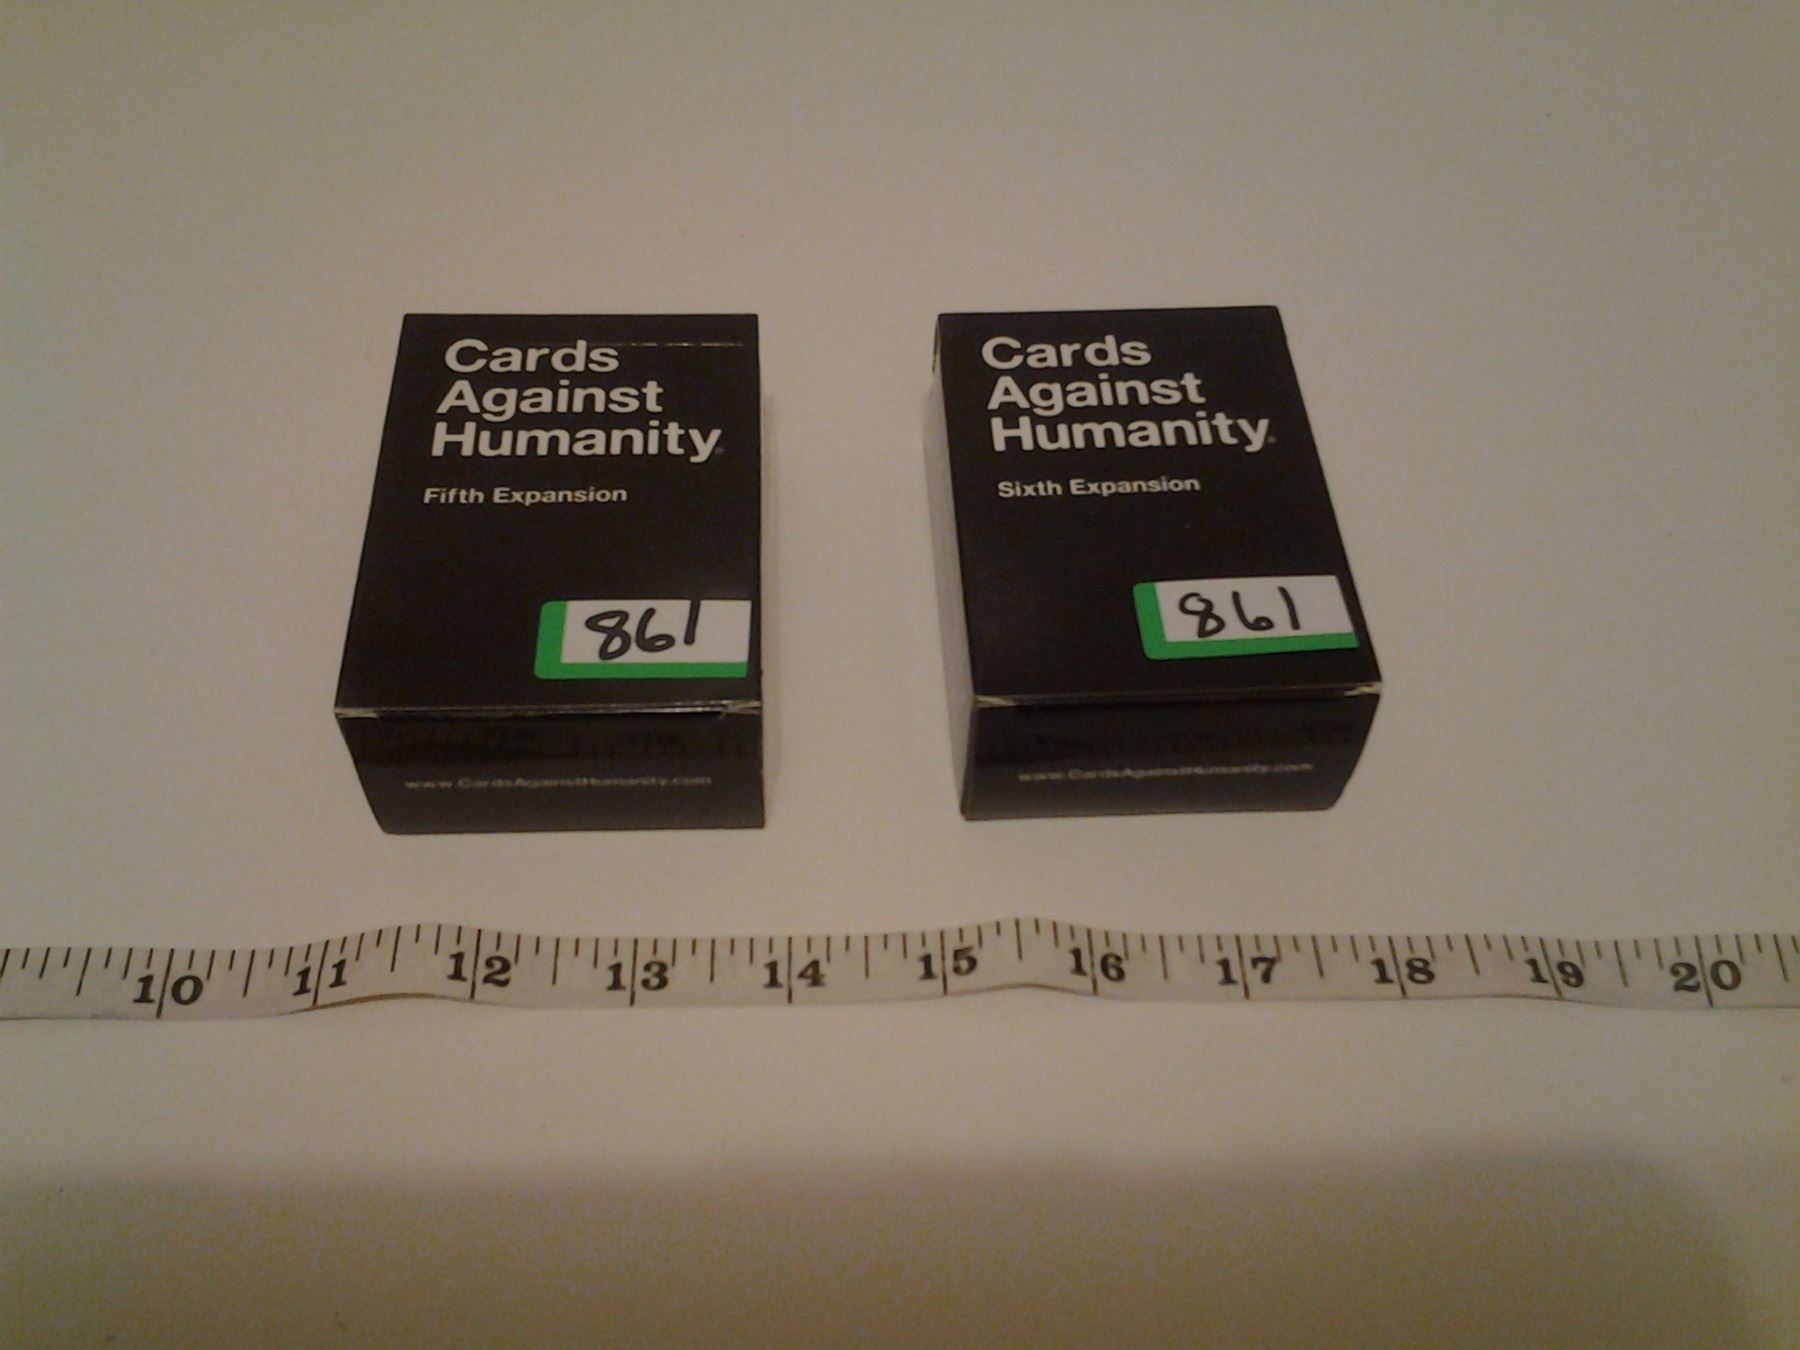 Cards
Against
Humanity
Fifth Expansion
861
www.CardsAgainstHumanity.com
Cards
Against
Humanity
Sixth Expansion
861
www.CardsAgainstHumanity.com
10 11 12 13 14 15 16 17 18 19 20